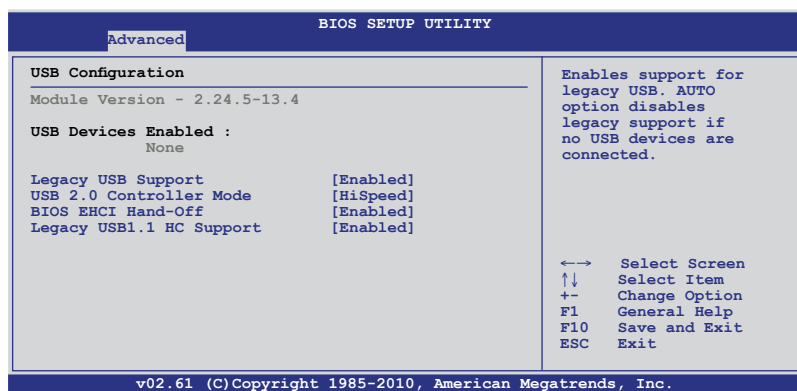 BIOS SETUP UTILITY
Advanced
USB Configuration
Module Version - 2.24.5-13.4
USB Devices Enabled :
None
Legacy USB Support [Enabled]
USB 2.0 Controller Mode [HiSpeed]
BIOS EHCI Hand-Off [Enabled]
Legacy USB1.1 HC Support [Enabled]
Enables support for
legacy USB. AUTO
option disables
legacy support if
no USB devices are
connected.
←→ Select Screen
↑↓ Select Item
+- Change Option
F1 General Help
F10 Save and Exit
ESC Exit
v02.61 (C)Copyright 1985-2010, American Megatrends, Inc.